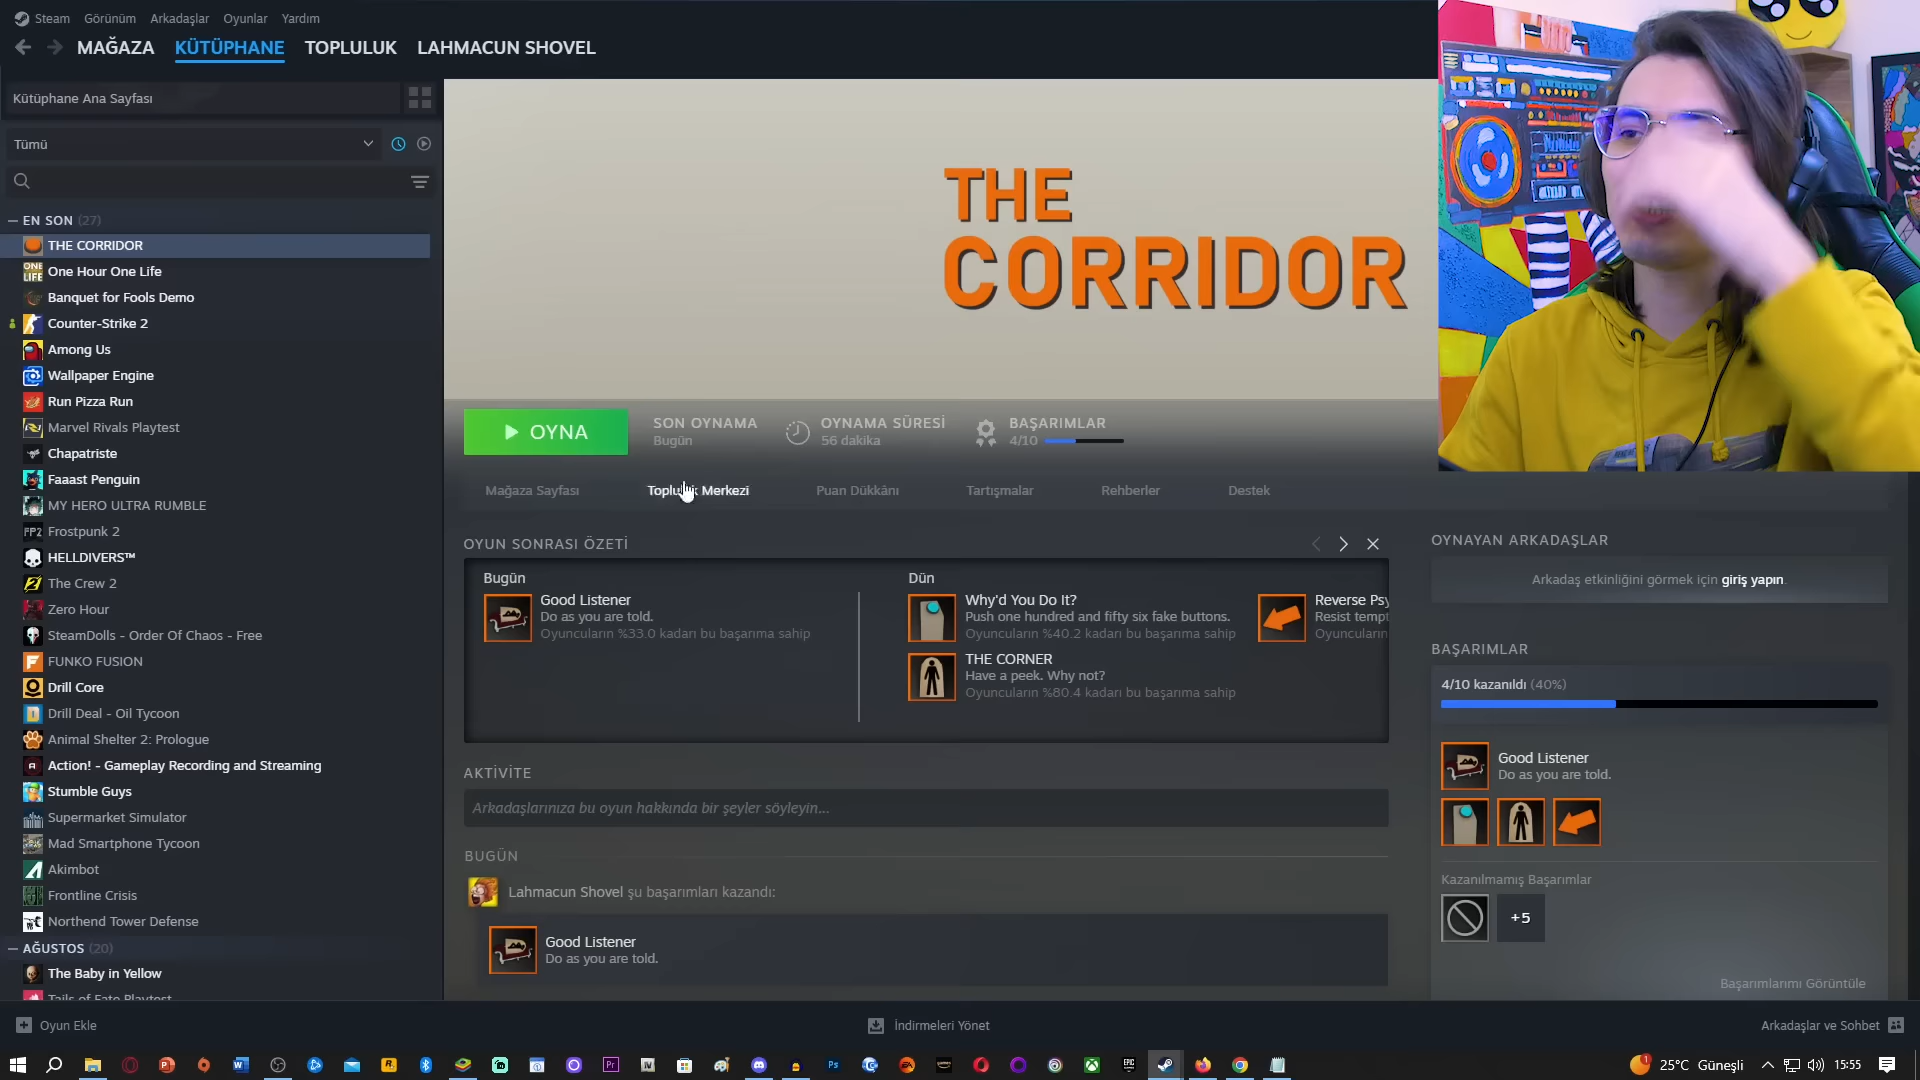 Steam Görünüm Arkadaşlar Oyunlar Yardım
MAĞAZA KÜTÜPHANE TOPLULUK LAHMACUN SHOVEL
Kütüphane Ana Sayfası
Tümü
EN SON (27)
THE CORRIDOR
One Hour One Life
Banquet for Fools Demo
Counter-Strike 2
Among Us
Wallpaper Engine
Run Pizza Run
Marvel Rivals Playtest
Chapatriste
Faaast Penguin
MY HERO ULTRA RUMBLE
Frostpunk 2
HELLDIVERS™
The Crew 2
Zero Hour
SteamDolls - Order Of Chaos - Free
FUNKO FUSION
Drill Core
Drill Deal - Oil Tycoon
Animal Shelter 2: Prologue
Action! - Gameplay Recording and Streaming
Stumble Guys
Supermarket Simulator
Mad Smartphone Tycoon
Akimbot
Frontline Crisis
Northend Tower Defense
AĞUSTOS (20)
The Baby in Yellow
Tails of Fate Playtest
THE
CORRIDOR
OYNA
SON OYNAMA
Bugün
OYNAMA SÜRESİ
56 dakika
BAŞARIMLAR
4/10
Mağaza Sayfası Topluluk Merkezi Puan Dükkânı Tartışmalar Rehberler Destek
OYUN SONRASI ÖZETİ
Bugün
Good Listener
Do as you are told.
Oyuncuların %33.0 kadarı bu başarıma sahip
Dün
Why'd You Do It?
Push one hundred and fifty six fake buttons.
Oyuncuların %40.2 kadarı bu başarıma sahip
THE CORNER
Have a peek. Why not?
Oyuncuların %80.4 kadarı bu başarıma sahip
Reverse Psy
Resist tempt
Oyuncuların
AKTİVİTE
Arkadaşlarınıza bu oyun hakkında bir şeyler söyleyin...
BUGÜN
Lahmacun Shovel şu başarımları kazandı:
Good Listener
Do as you are told.
OYNAYAN ARKADAŞLAR
Arkadaş etkinliğini görmek için giriş yapın.
BAŞARIMLAR
4/10 kazanıldı (40%)
Good Listener
Do as you are told.
Kazanılmamış Başarımlar
+5
Başarımlarımı Görüntüle
Oyun Ekle
İndirmeleri Yönet
Arkadaşlar ve Sohbet
25°C Güneşli
15:55